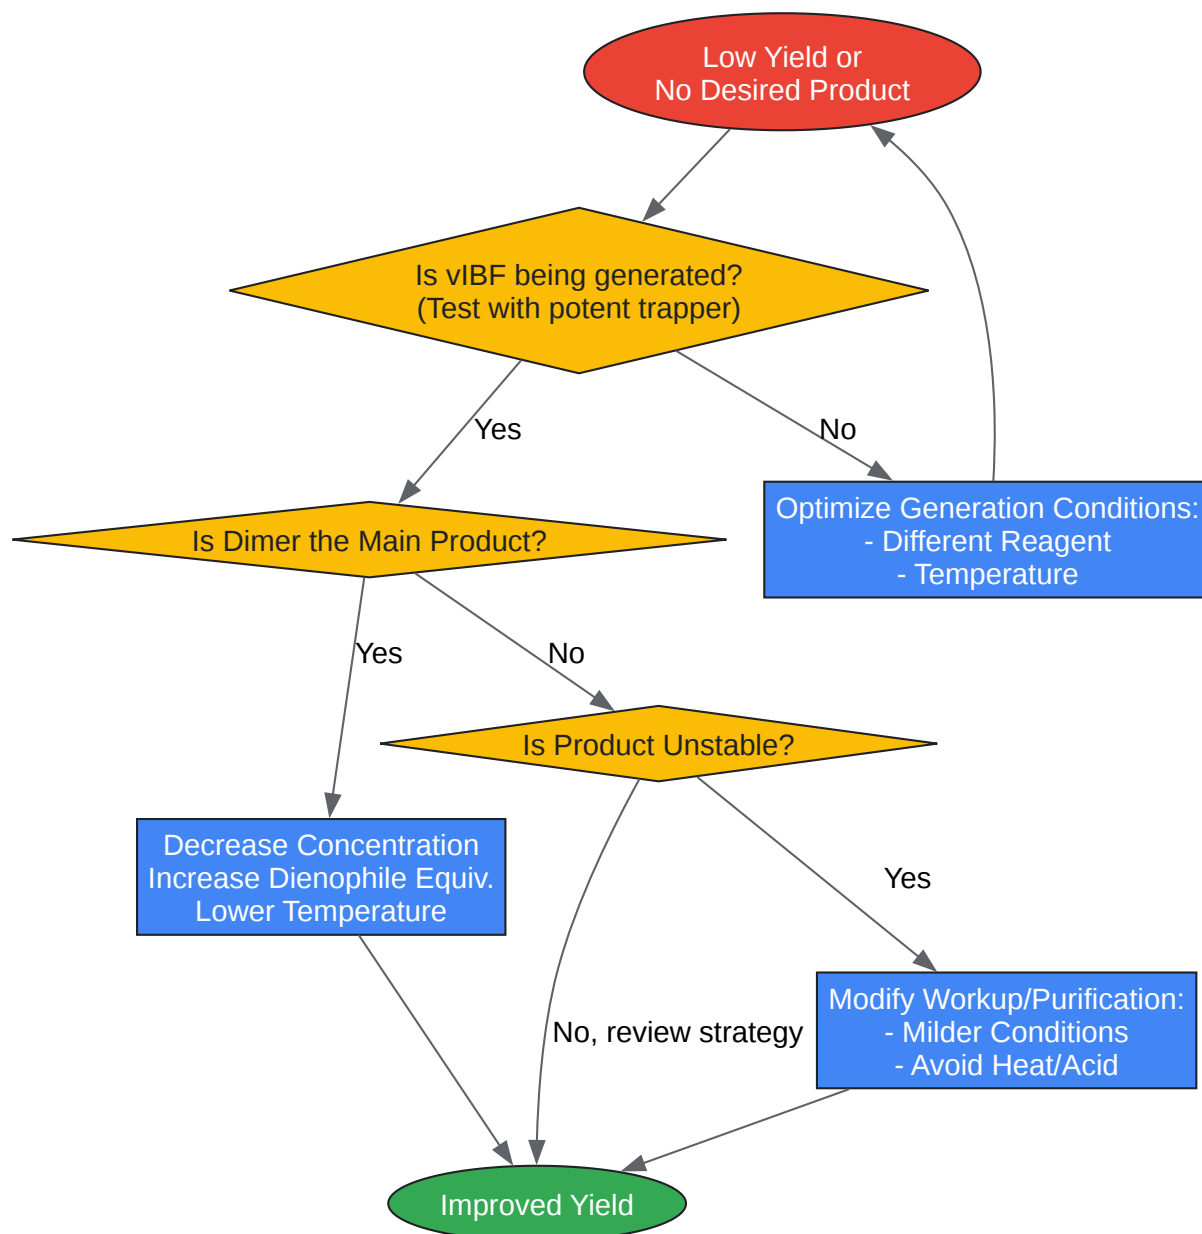 Low Yield or
No Desired Product
Is vIBF being generated?
(Test with potent trapper)
Yes
No
Optimize Generation Conditions:
- Different Reagent
- Temperature
Is Dimer the Main Product?
Yes
No
Is Product Unstable?
Decrease Concentration
Increase Dienophile Equiv.
Lower Temperature
Yes
No, review strategy
Modify Workup/Purification:
- Milder Conditions
- Avoid Heat/Acid
Improved Yield